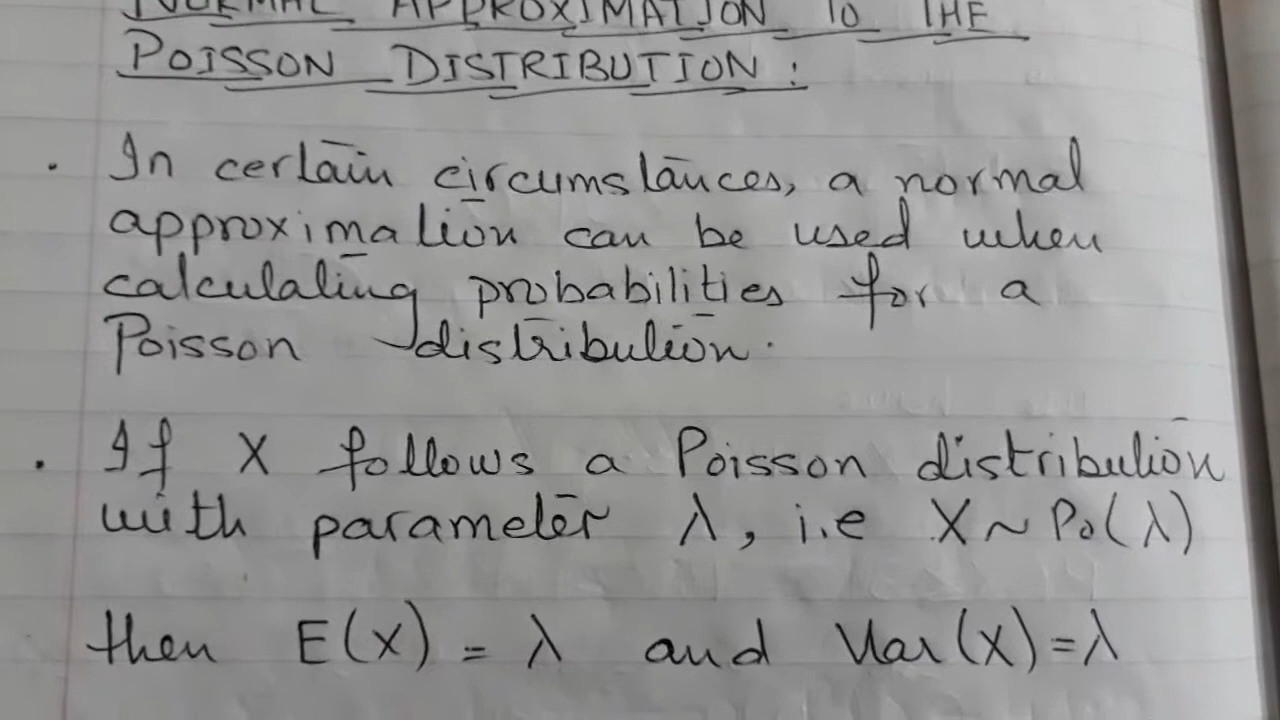 NORMAL APPROXIMATION TO THE
POISSON DISTRIBUTION :
. In certain circumstances, a normal
approximation can be used when
calculating probabilities for a
Poisson distribution.
. If X follows a Poisson distribution
with parameter λ, i.e X ~ Po(λ)
then E(X) = λ and Var(X) = λ